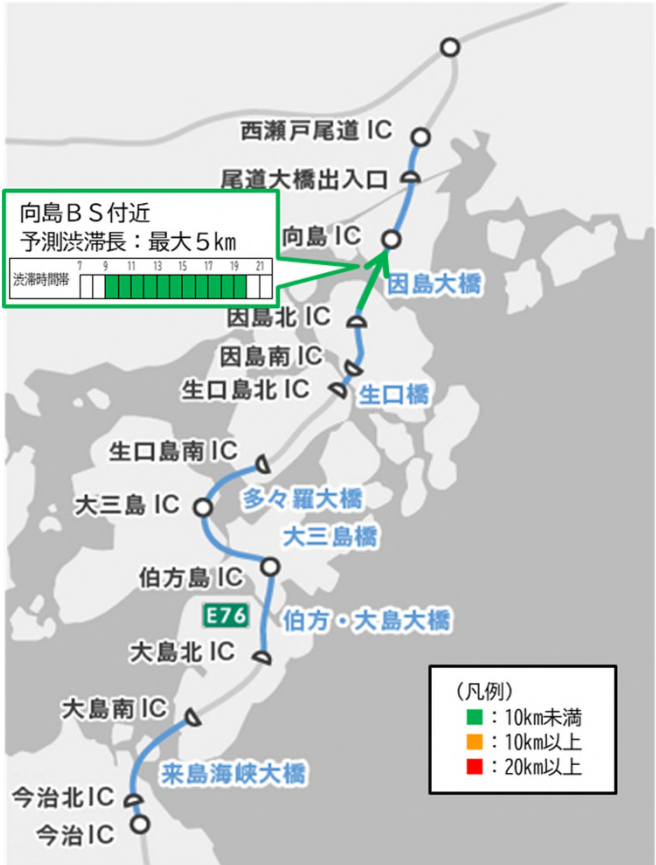 西瀬戸尾道 IC
尾道大橋出入口
向島ＢＳ付近
予測渋滞長：最大５㎞
渋滞時間帯
7 9 11 13 15 17 19 21
向島 IC
因島大橋
因島北 IC
因島南 IC
生口島北 IC
生口橋
生口島南 IC
多々羅大橋
大三島 IC
大三島橋
伯方島 IC
E76
伯方・大島大橋
大島北 IC
大島南 IC
来島海峡大橋
今治北 IC
今治 IC
（凡例）
：10㎞未満
：10㎞以上
：20㎞以上